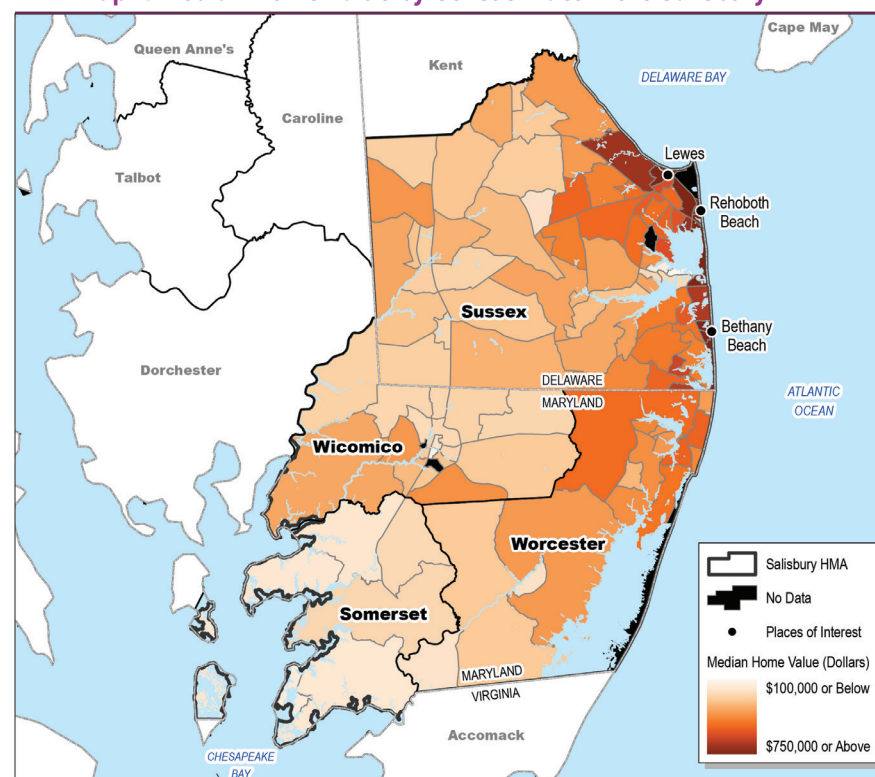 Cape May
Queen Anne's
Kent
DELAWARE BAY
Caroline
Talbot
Lewes
Rehoboth
Beach
Sussex
Bethany
Beach
Dorchester
DELAWARE
MARYLAND
ATLANTIC
OCEAN
Wicomico
Worcester
Somerset
MARYLAND
VIRGINIA
Accomack
CHESAPEAKE
BAY
Salisbury HMA
No Data
Places of Interest
Median Home Value (Dollars)
$100,000 or Below
$750,000 or Above